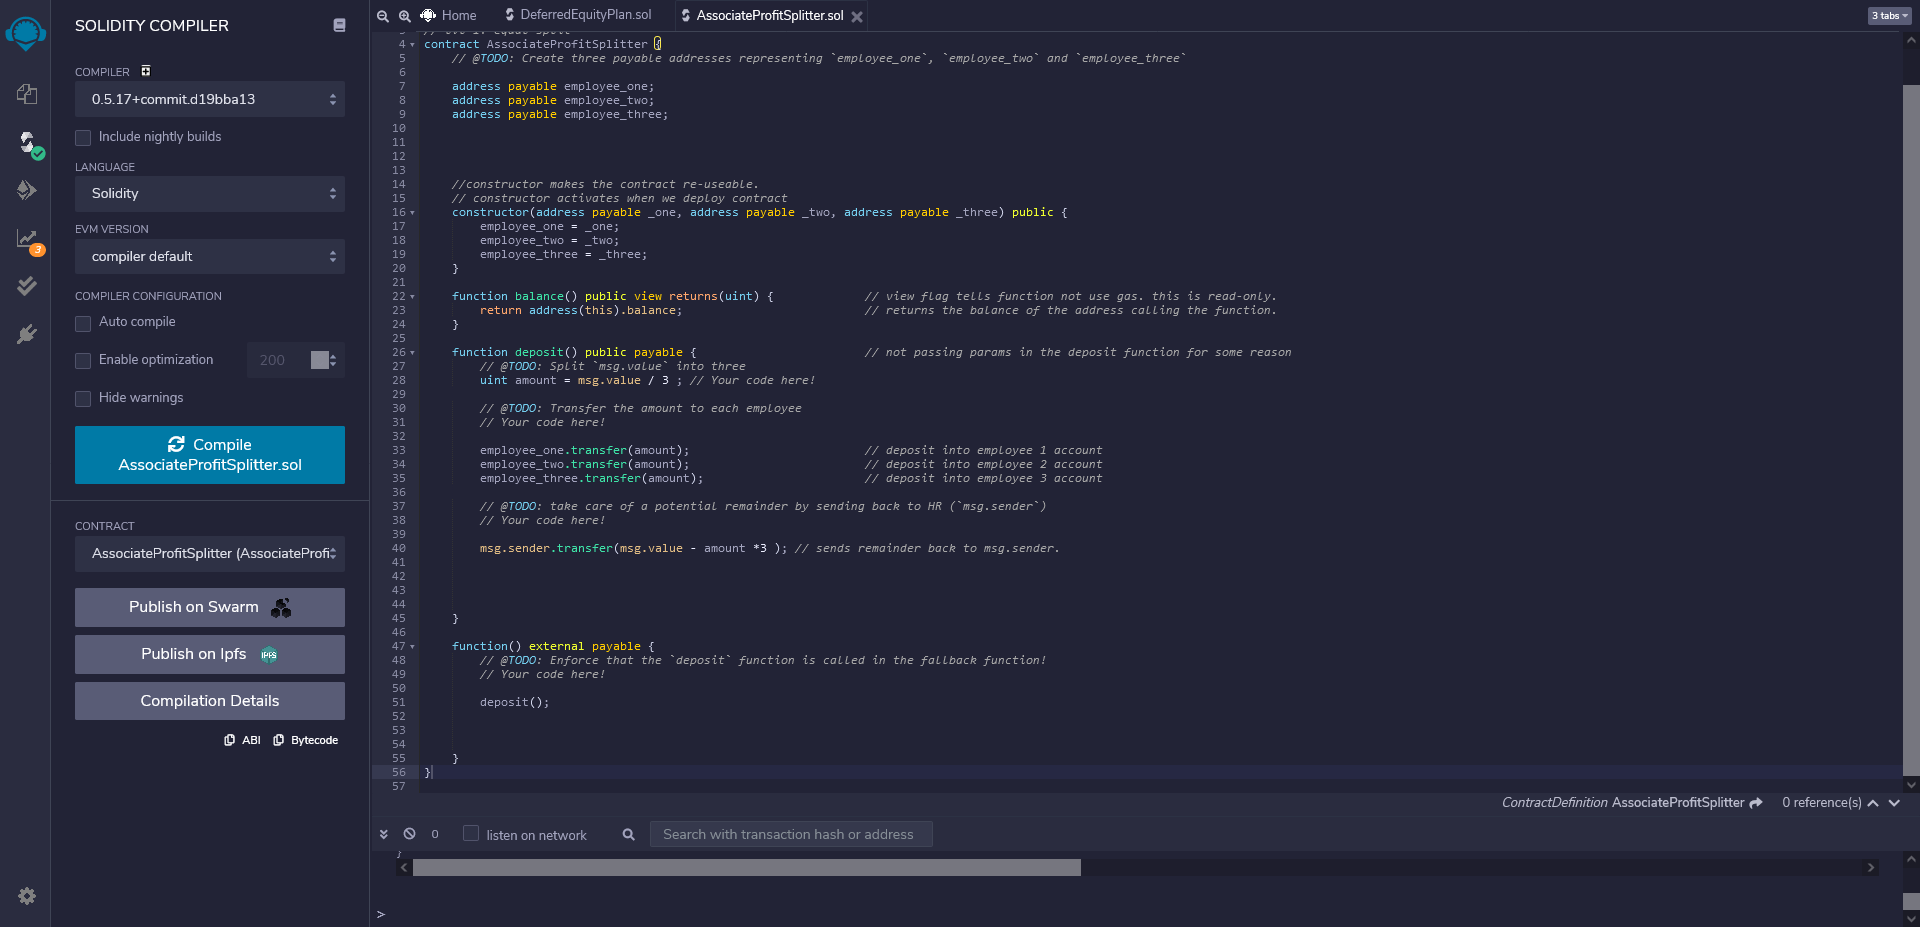 SOLIDITY COMPILER
COMPILER
0.5.17+commit.d19bba13
Include nightly builds
LANGUAGE
Solidity
EVM VERSION
compiler default
COMPILER CONFIGURATION
Auto compile
Enable optimization
200
Hide warnings
Compile
AssociateProfitSplitter.sol
CONTRACT
AssociateProfitSplitter (AssociateProfi
Publish on Swarm
Publish on Ipfs
IPFS
Compilation Details
ABI
Bytecode
3
Home
DeferredEquityPlan.sol
AssociateProfitSplitter.sol
3 tabs
4 contract AssociateProfitSplitter {
5 // @TODO: Create three payable addresses representing `employee_one`, `employee_two` and `employee_three`
6
7 address payable employee_one;
8 address payable employee_two;
9 address payable employee_three;
10
11
12
13
14 //constructor makes the contract re-useable.
15 // constructor activates when we deploy contract
16 constructor(address payable _one, address payable _two, address payable _three) public {
17 employee_one = _one;
18 employee_two = _two;
19 employee_three = _three;
20 }
21
22 function balance() public view returns(uint) { // view flag tells function not use gas. this is read-only.
23 return address(this).balance; // returns the balance of the address calling the function.
24 }
25
26 function deposit() public payable { // not passing params in the deposit function for some reason
27 // @TODO: Split `msg.value` into three
28 uint amount = msg.value / 3 ; // Your code here!
29
30 // @TODO: Transfer the amount to each employee
31 // Your code here!
32
33 employee_one.transfer(amount); // deposit into employee 1 account
34 employee_two.transfer(amount); // deposit into employee 2 account
35 employee_three.transfer(amount); // deposit into employee 3 account
36
37 // @TODO: take care of a potential remainder by sending back to HR (`msg.sender`)
38 // Your code here!
39
40 msg.sender.transfer(msg.value - amount *3 ); // sends remainder back to msg.sender.
41
42
43
44
45 }
46
47 function() external payable {
48 // @TODO: Enforce that the `deposit` function is called in the fallback function!
49 // Your code here!
50
51 deposit();
52
53
54
55 }
56 }
57
ContractDefinition AssociateProfitSplitter
0 reference(s)
0
listen on network
Search with transaction hash or address
>